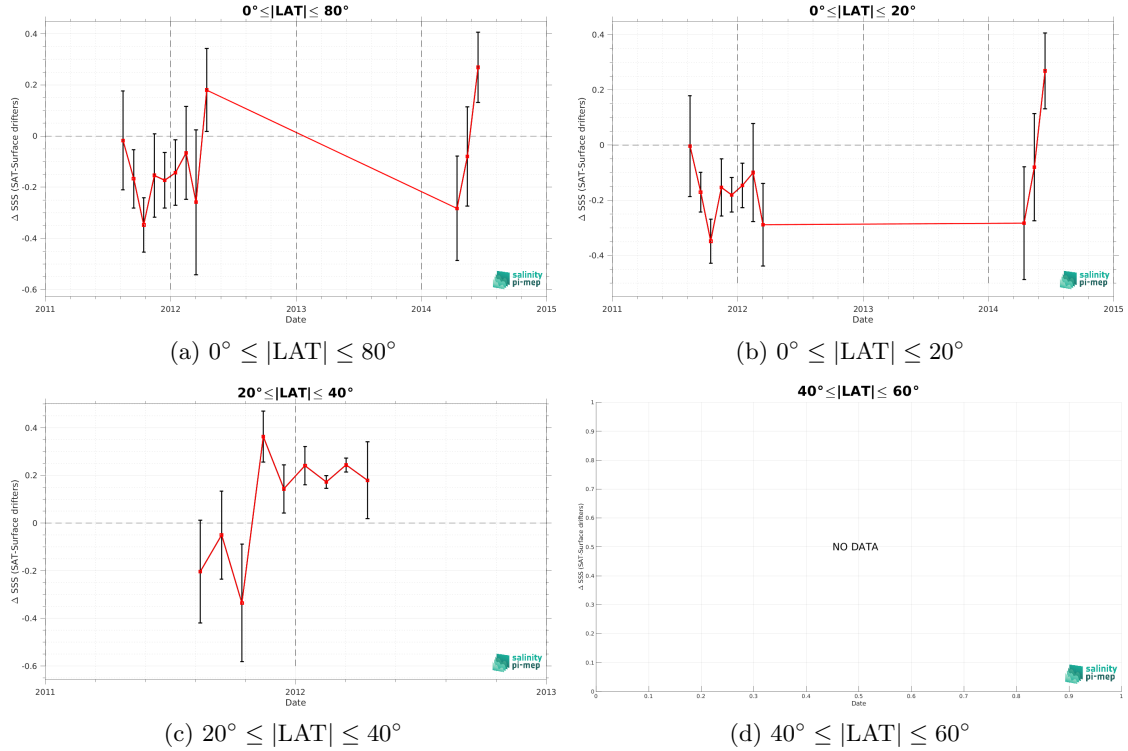 0°≤|LAT|≤ 80°
Δ SSS (SAT-Surface drifters)
0.4
0.2
0
-0.2
-0.4
-0.6
2011
2012
2013
2014
2015
Date
salinity
pi-mep
(a) 0° ≤ |LAT| ≤ 80°
0°≤|LAT|≤ 20°
Δ SSS (SAT-Surface drifters)
0.4
0.2
0
-0.2
-0.4
2011
2012
2013
2014
2015
Date
salinity
pi-mep
(b) 0° ≤ |LAT| ≤ 20°
20°≤|LAT|≤ 40°
Δ SSS (SAT-Surface drifters)
0.4
0.2
0
-0.2
-0.4
-0.6
2011
2012
2013
Date
salinity
pi-mep
(c) 20° ≤ |LAT| ≤ 40°
40°≤|LAT|≤ 60°
Δ SSS (SAT-Surface drifters)
1
0.9
0.8
0.7
0.6
0.5
0.4
0.3
0.2
0.1
0
NO DATA
0
0.1
0.2
0.3
0.4
0.5
0.6
0.7
0.8
0.9
1
Date
salinity
pi-mep
(d) 40° ≤ |LAT| ≤ 60°